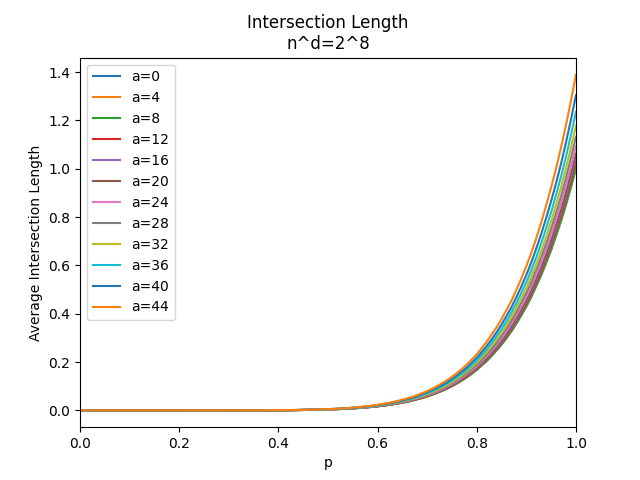 Intersection Length
n^d=2^8
Average Intersection Length
1.4
1.2
1.0
0.8
0.6
0.4
0.2
0.0
a=0
a=4
a=8
a=12
a=16
a=20
a=24
a=28
a=32
a=36
a=40
a=44
0.0 0.2 0.4 0.6 0.8 1.0
p